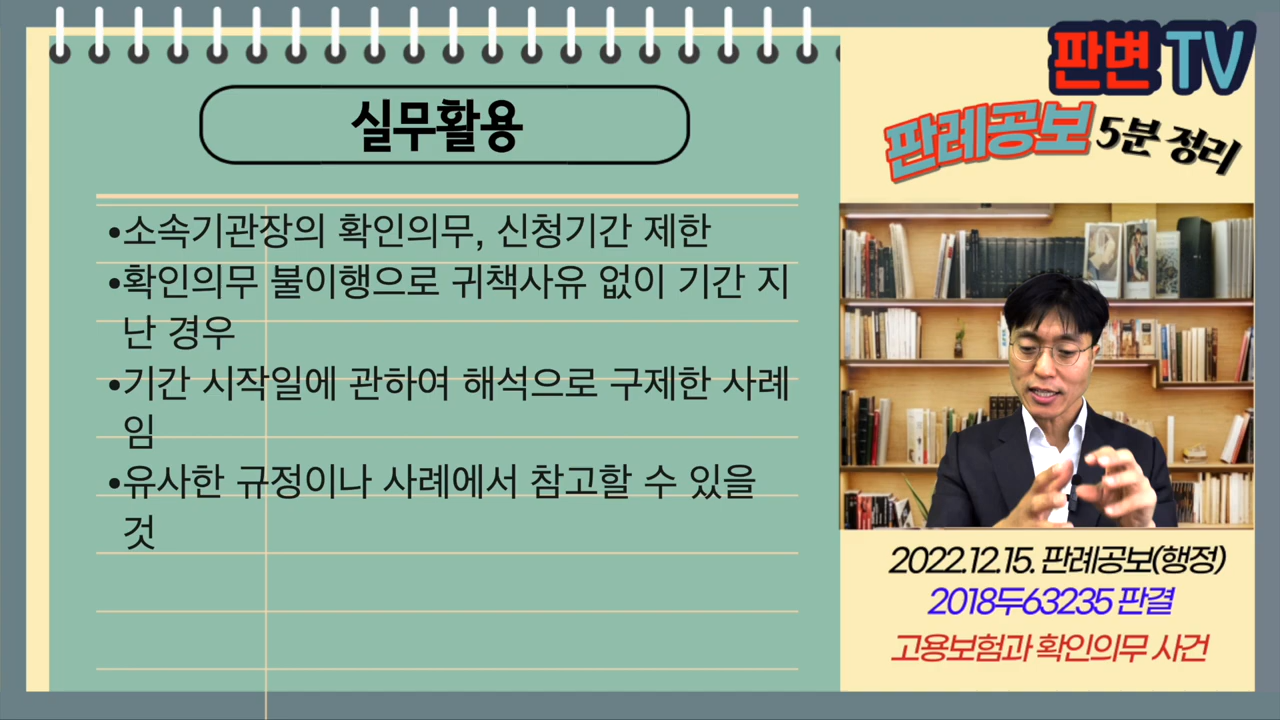 실무활용
•소속기관장의 확인의무, 신청기간 제한
•확인의무 불이행으로 귀책사유 없이 기간 지
난 경우
•기간 시작일에 관하여 해석으로 구제한 사례
임
•유사한 규정이나 사례에서 참고할 수 있을
것
판변 TV
판례공보 5분 정리
2022.12.15. 판례공보(행정)
2018두63235 판결
고용보험과 확인의무 사건